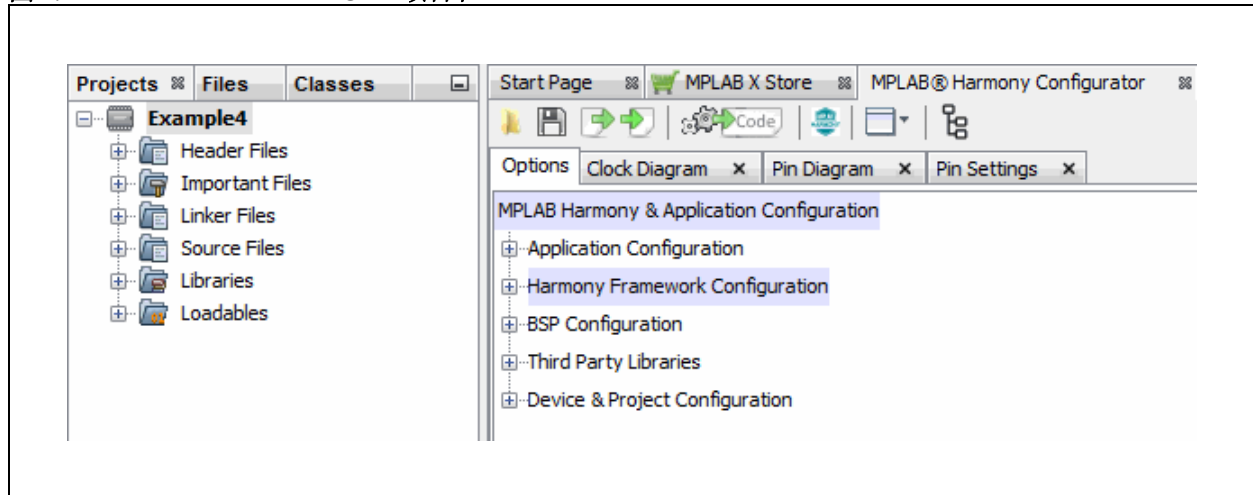 Projects Files Classes
Example4
Header Files
Important Files
Linker Files
Source Files
Libraries
Loadables
Start Page MPLAB X Store MPLAB® Harmony Configurator
Code
Options Clock Diagram Pin Diagram Pin Settings
MPLAB Harmony & Application Configuration
Application Configuration
Harmony Framework Configuration
BSP Configuration
Third Party Libraries
Device & Project Configuration